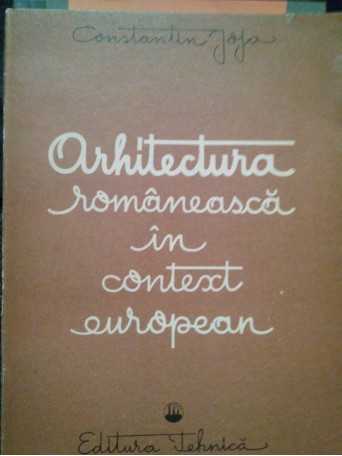 Constantin Joja
Arhitectura
românească
în
context
european
Editura Tehnică